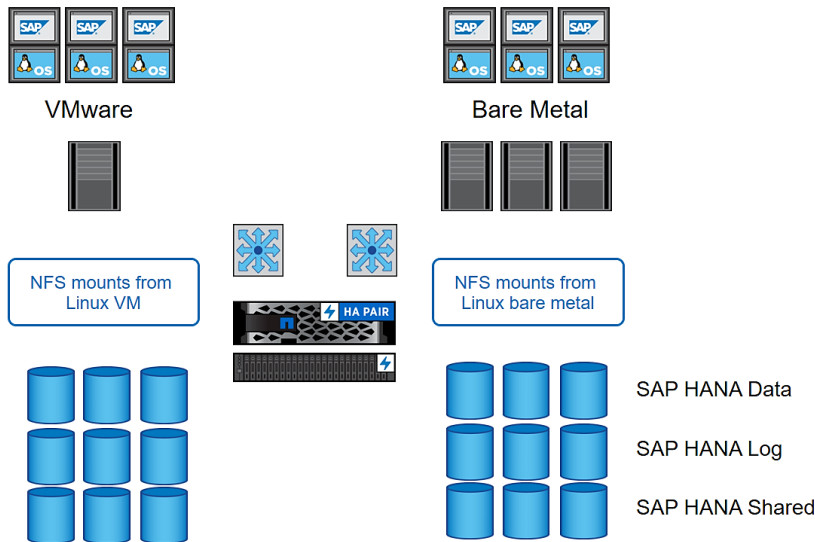 SAP SAP SAP
OS OS OS
VMware
SAP SAP SAP
OS OS OS
Bare Metal
NFS mounts from
Linux VM
HA PAIR
NFS mounts from
Linux bare metal
SAP HANA Data
SAP HANA Log
SAP HANA Shared